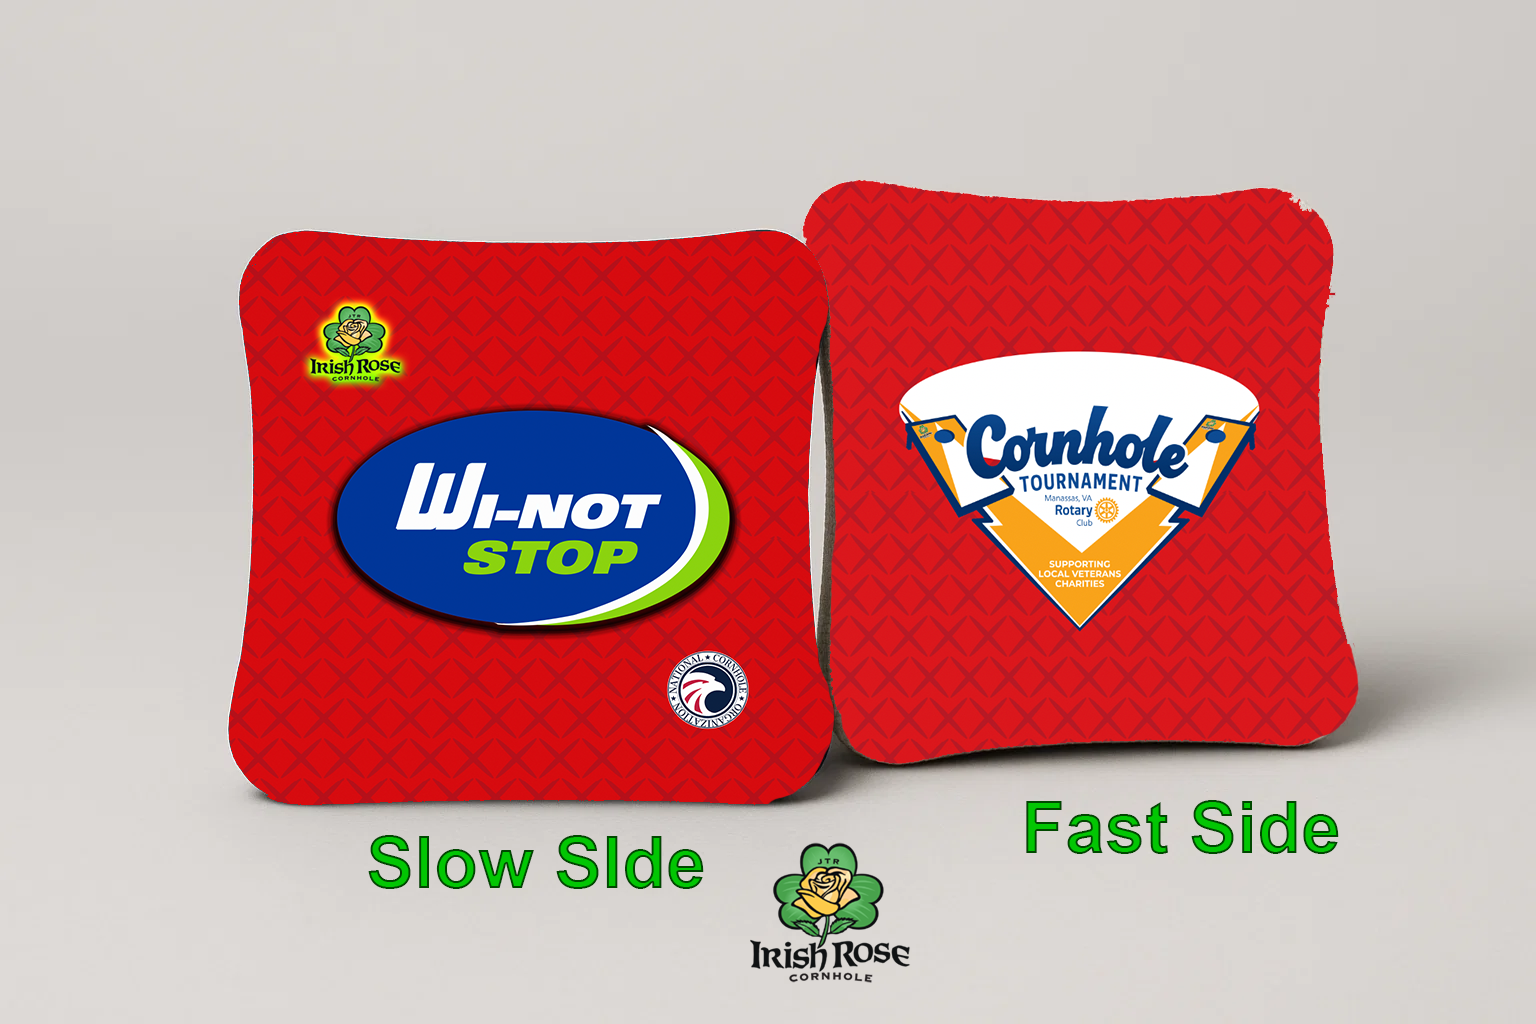 JTR
Irish Rose
CORNHOLE
WI-NOT
STOP
NATIONAL ★ CORNHOLE
ORGANIZATION
Cornhole
TOURNAMENT
Manassas, VA
Rotary
Club
SUPPORTING
LOCAL VETERANS
CHARITIES
Slow SIde
Fast Side
JTR
Irish Rose
CORNHOLE